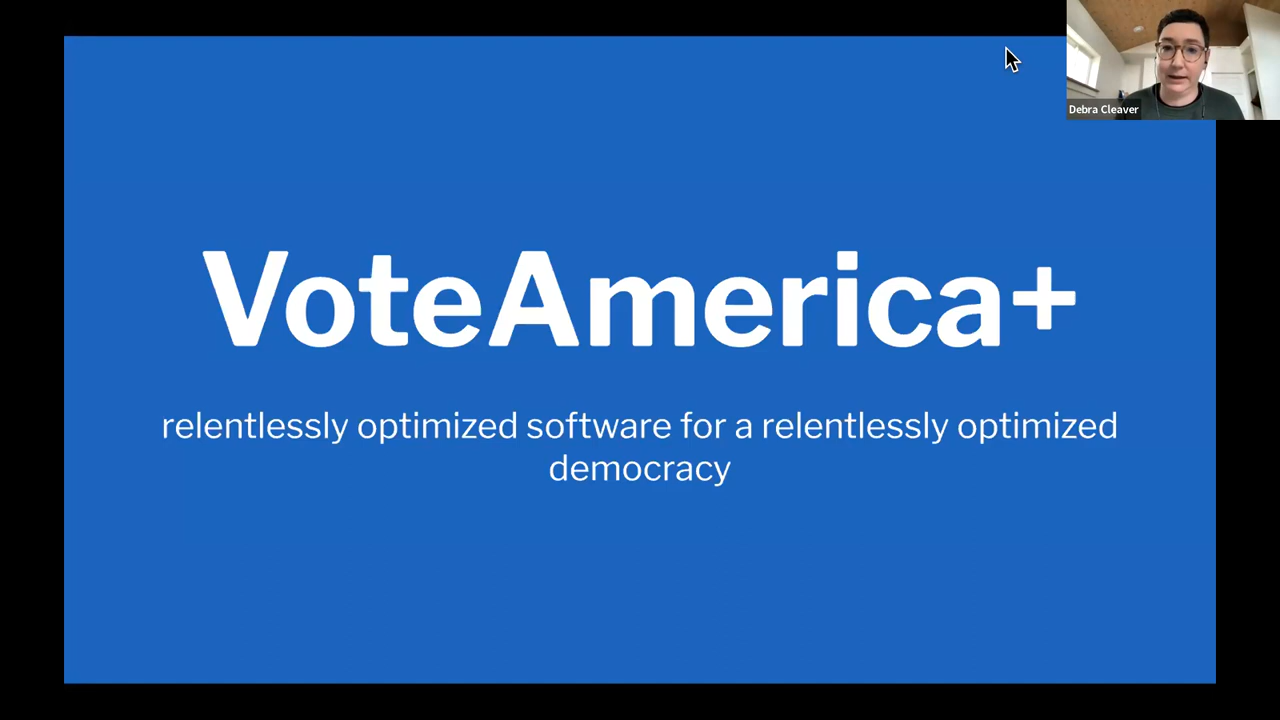 Debra Cleaver
VoteAmerica+
relentlessly optimized software for a relentlessly optimized
democracy